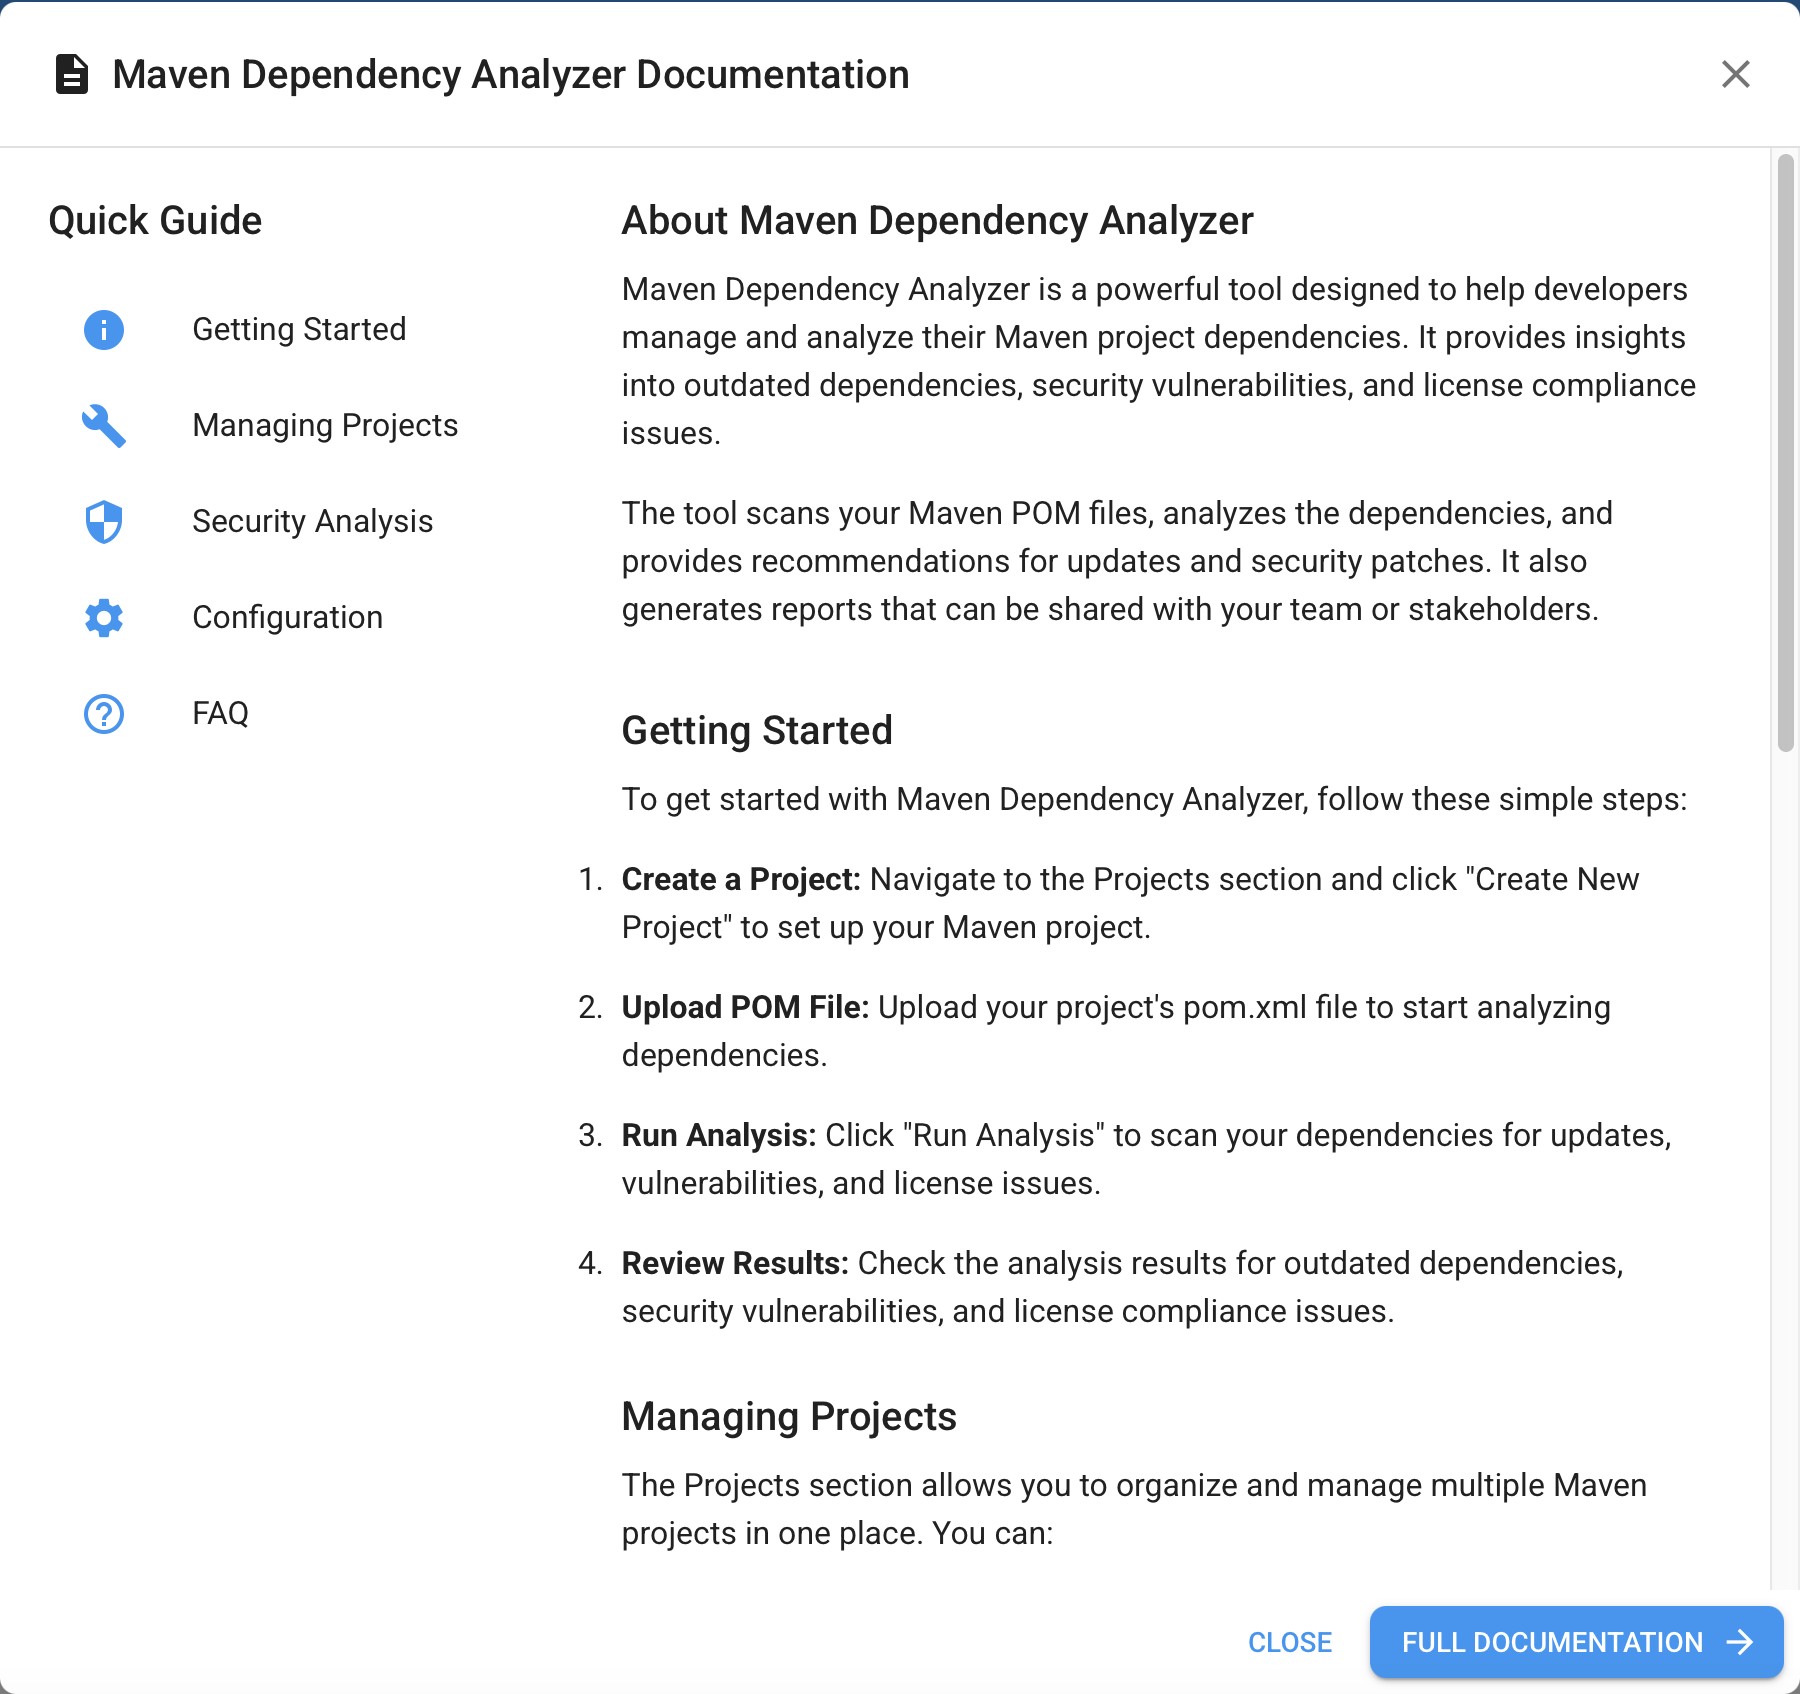 Maven Dependency Analyzer Documentation
Quick Guide
Getting Started
Managing Projects
Security Analysis
Configuration
FAQ
About Maven Dependency Analyzer
Maven Dependency Analyzer is a powerful tool designed to help developers
manage and analyze their Maven project dependencies. It provides insights
into outdated dependencies, security vulnerabilities, and license compliance
issues.
The tool scans your Maven POM files, analyzes the dependencies, and
provides recommendations for updates and security patches. It also
generates reports that can be shared with your team or stakeholders.
Getting Started
To get started with Maven Dependency Analyzer, follow these simple steps:
1. Create a Project: Navigate to the Projects section and click "Create New
Project" to set up your Maven project.
2. Upload POM File: Upload your project's pom.xml file to start analyzing
dependencies.
3. Run Analysis: Click "Run Analysis" to scan your dependencies for updates,
vulnerabilities, and license issues.
4. Review Results: Check the analysis results for outdated dependencies,
security vulnerabilities, and license compliance issues.
Managing Projects
The Projects section allows you to organize and manage multiple Maven
projects in one place. You can:
CLOSE
FULL DOCUMENTATION